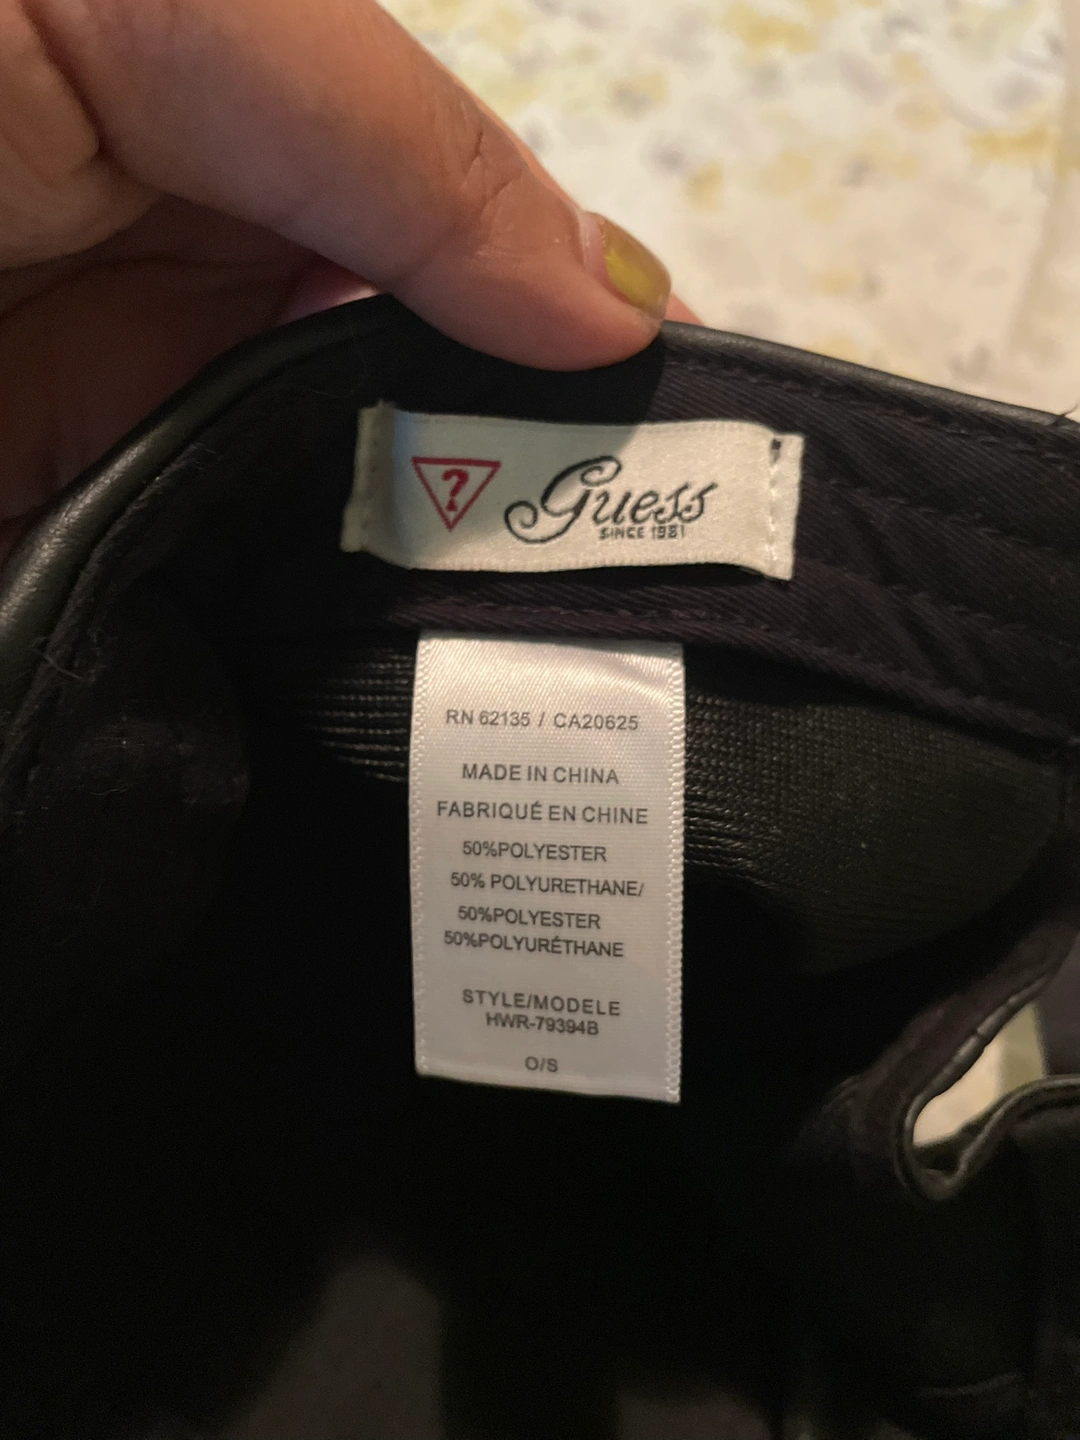 ?
Guess
SINCE 1981
RN 62135 / CA20625
MADE IN CHINA
FABRIQUÉ EN CHINE
50%POLYESTER
50% POLYURETHANE/
50%POLYESTER
50%POLYURÉTHANE
STYLE/MODELE
HWR-79394B
O/S